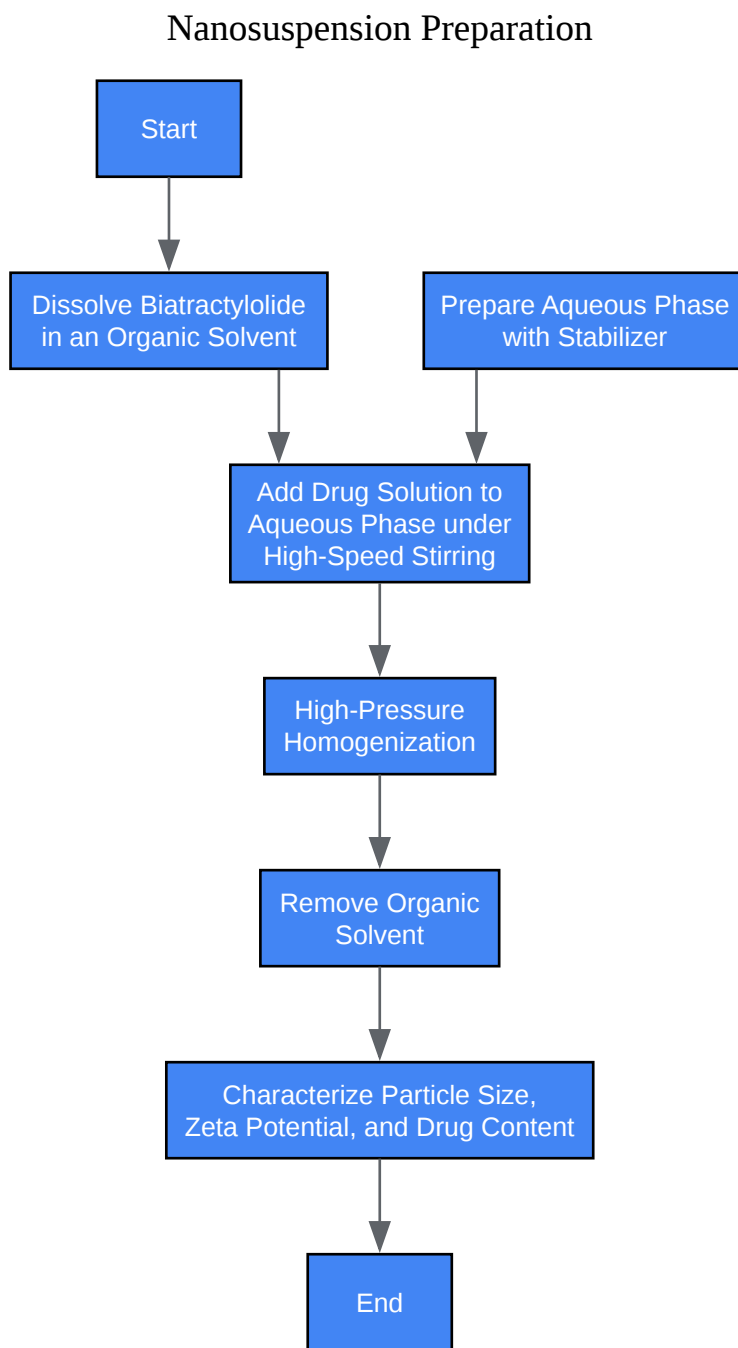 Nanosuspension Preparation
Start
Dissolve Biatractylolide
in an Organic Solvent
Prepare Aqueous Phase
with Stabilizer
Add Drug Solution to
Aqueous Phase under
High-Speed Stirring
High-Pressure
Homogenization
Remove Organic
Solvent
Characterize Particle Size,
Zeta Potential, and Drug Content
End